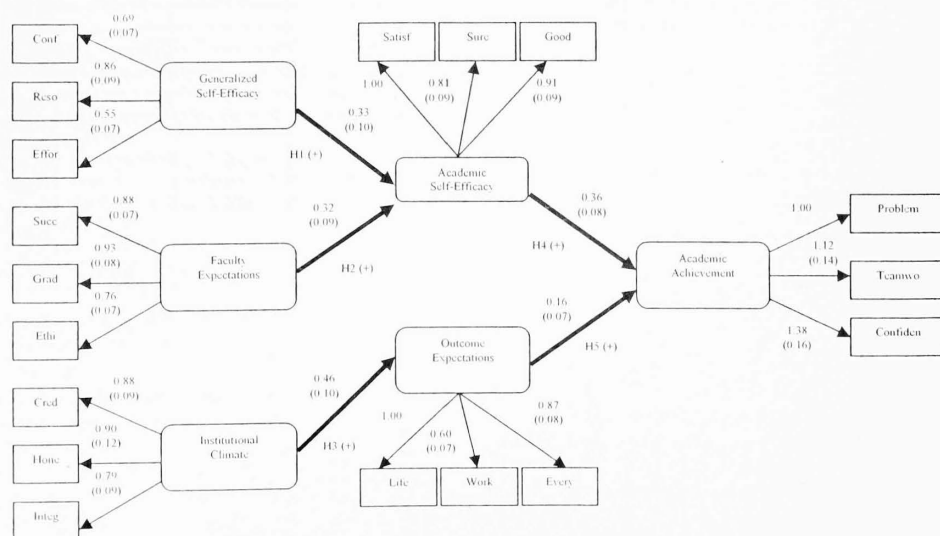 0.69
(0.07)
Conf
0.86
(0.09)
Reso
0.55
(0.07)
Effor
Generalized
Self-Efficacy
0.33
(0.10)
H1 (+)
Satisf
Sure
Good
1.00
0.81
(0.09)
0.91
(0.09)
Academic
Self-Efficacy
0.88
(0.07)
Succ
0.93
(0.08)
Grad
0.76
(0.07)
Ethi
Faculty
Expectations
0.32
(0.09)
H2 (+)
0.36
(0.08)
H4 (+)
Academic
Achievement
1.00
Problem
1.12
(0.14)
Teamwo
1.38
(0.16)
Confiden
0.16
(0.07)
H5 (+)
Outcome
Expectations
0.88
(0.09)
Cred
0.90
(0.12)
Hone
0.79
(0.09)
Integ
Institutional
Climate
0.46
(0.10)
H3 (+)
1.00
0.60
(0.07)
0.87
(0.08)
Life
Work
Every